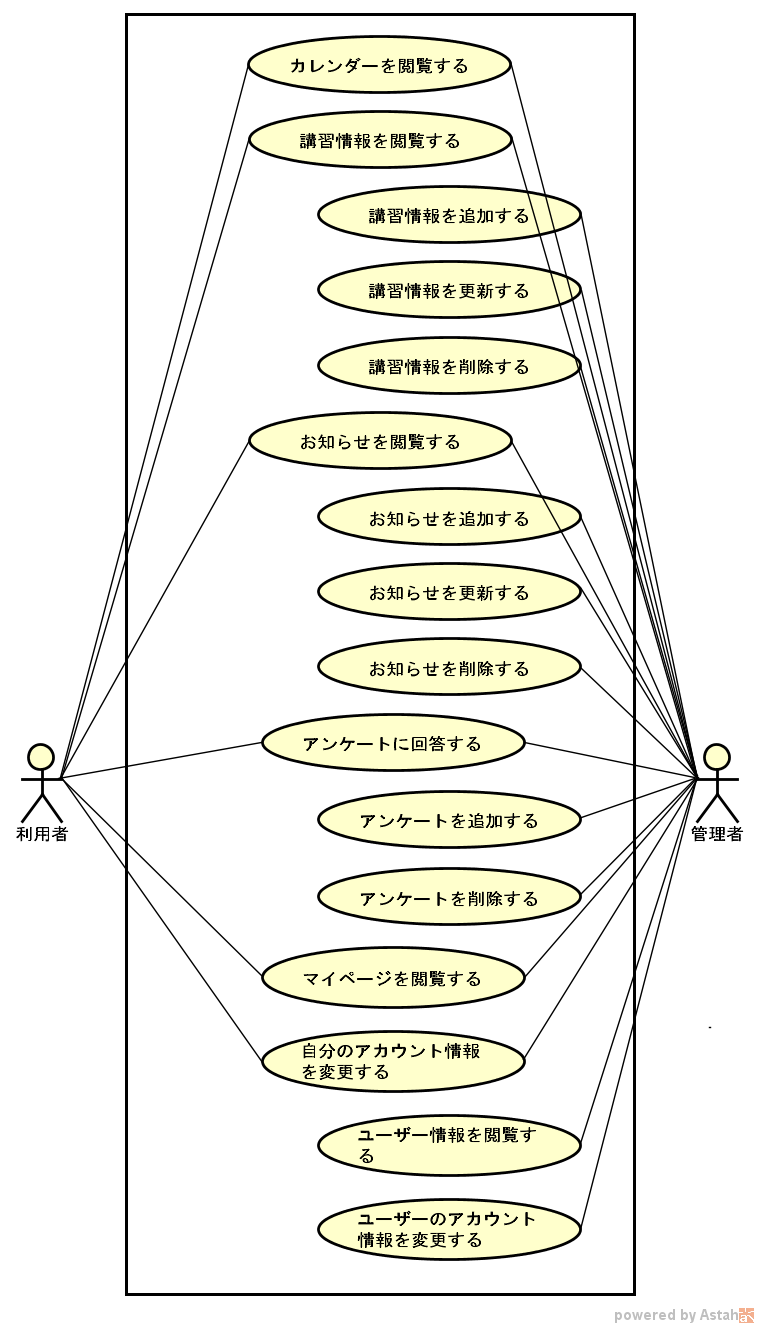 カレンダーを閲覧する
講習情報を閲覧する
講習情報を追加する
講習情報を更新する
講習情報を削除する
お知らせを閲覧する
お知らせを追加する
お知らせを更新する
お知らせを削除する
アンケートに回答する
利用者
管理者
アンケートを追加する
アンケートを削除する
マイページを閲覧する
自分のアカウント情報
を変更する
ユーザー情報を閲覧す
る
ユーザーのアカウント
情報を変更する
powered by Astah